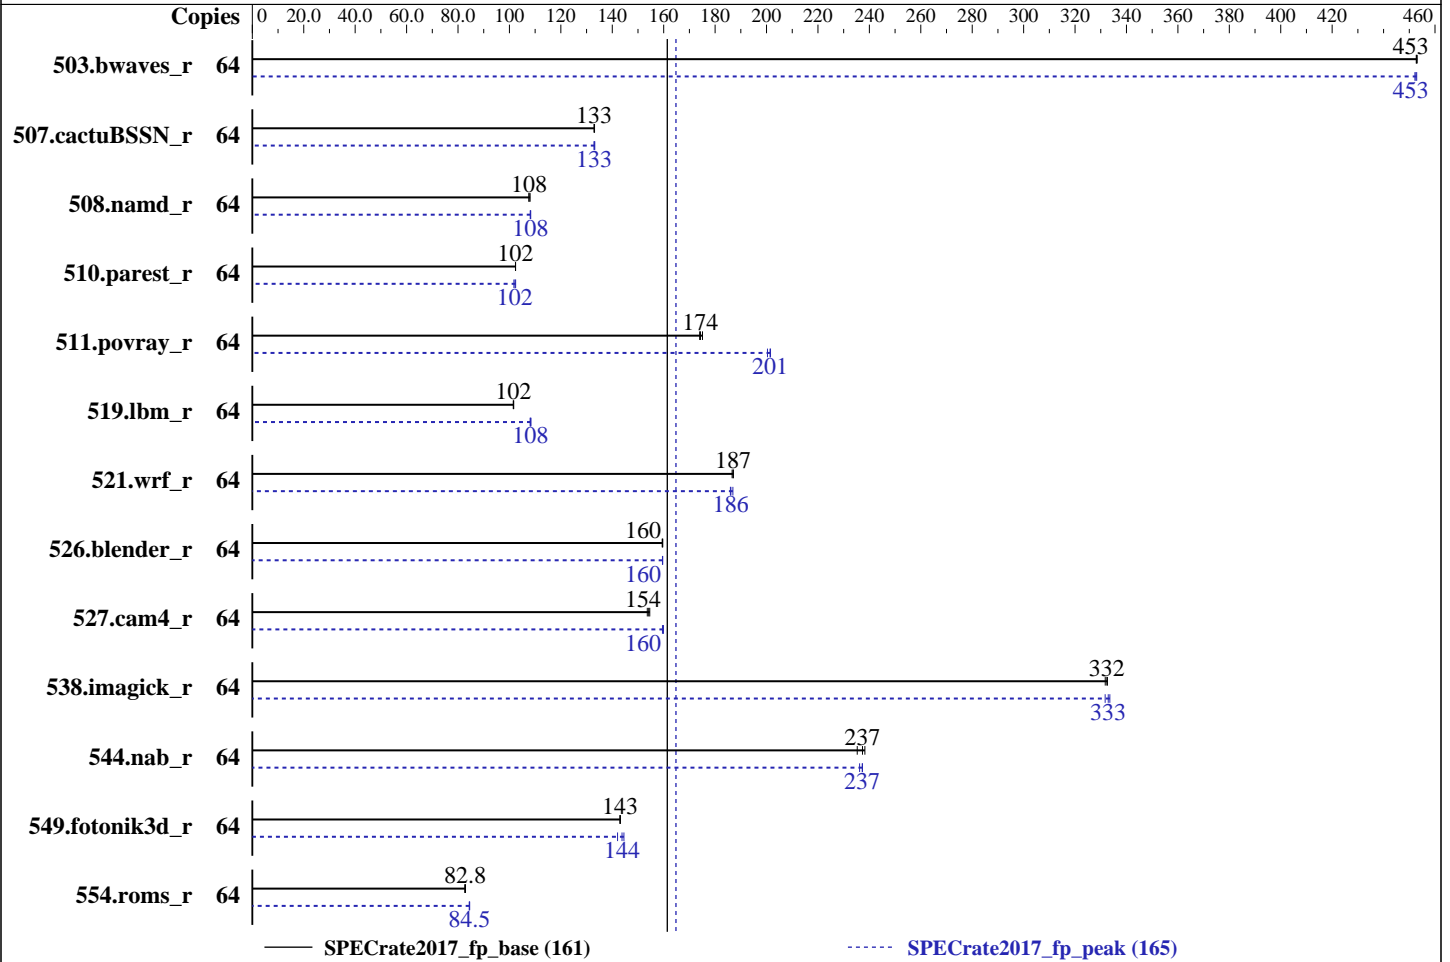 Copies 0 20.0 40.0 60.0 80.0 100 120 140 160 180 200 220 240 260 280 300 320 340 360 380 400 420 460
503.bwaves_r 64 453
453
507.cactuBSSN_r 64 133
133
508.namd_r 64 108
108
510.parest_r 64 102
102
511.povray_r 64 174
201
519.lbm_r 64 102
108
521.wrf_r 64 187
186
526.blender_r 64 160
160
527.cam4_r 64 154
160
538.imagick_r 64 332
333
544.nab_r 64 237
237
549.fotonik3d_r 64 143
144
554.roms_r 64 82.8
84.5
SPECrate2017_fp_base (161) SPECrate2017_fp_peak (165)